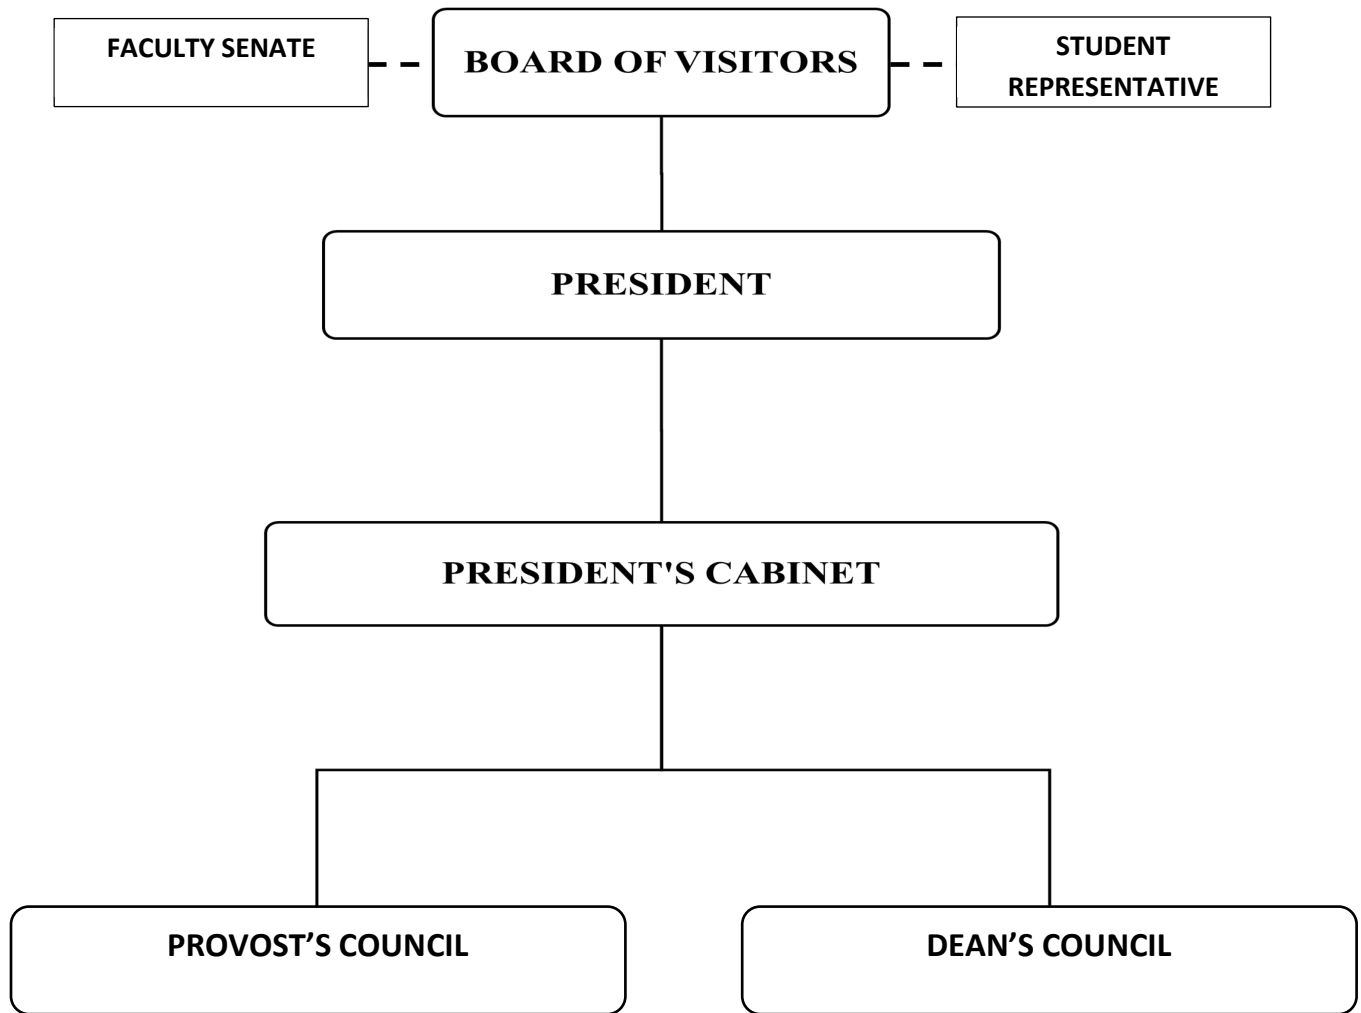 FACULTY SENATE
BOARD OF VISITORS
STUDENT
REPRESENTATIVE
PRESIDENT
PRESIDENT'S CABINET
PROVOST’S COUNCIL
DEAN’S COUNCIL